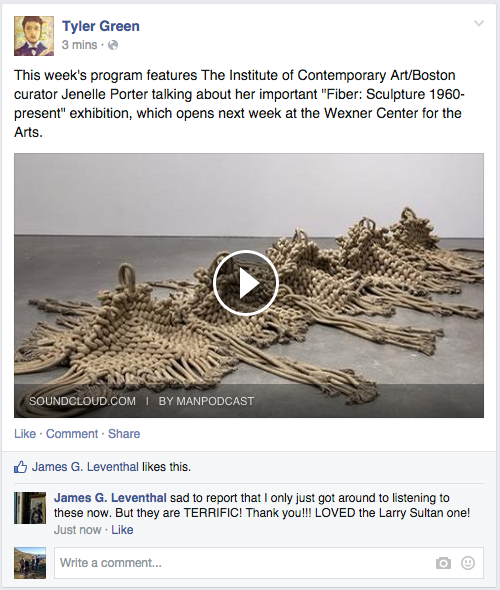 Tyler Green
3 mins ·
This week's program features The Institute of Contemporary Art/Boston
curator Jenelle Porter talking about her important "Fiber: Sculpture 1960-
present" exhibition, which opens next week at the Wexner Center for the
Arts.
SOUNDCLOUD.COM | BY MANPODCAST
Like · Comment · Share
James G. Leventhal likes this.
James G. Leventhal sad to report that I only just got around to listening to
these now. But they are TERRIFIC! Thank you!!! LOVED the Larry Sultan one!
Just now · Like
Write a comment...